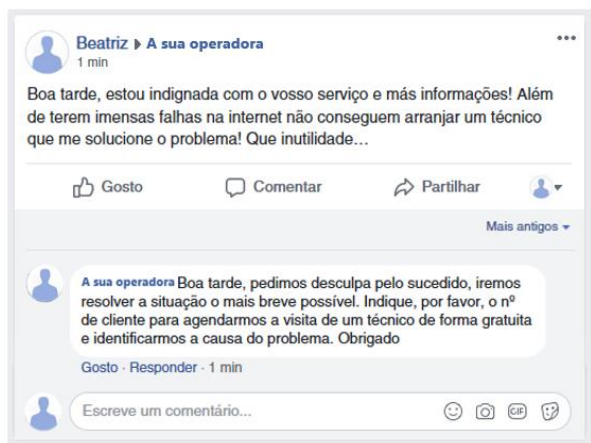 Beatriz A sua operadora
1 min
Boa tarde, estou indignada com o vosso serviço e más informações! Além
de terem imensas falhas na internet não conseguem arranjar um técnico
que me solucione o problema! Que inutilidade...
Gosto Comentar Partilhar
Mais antigos
A sua operadora Boa tarde, pedimos desculpa pelo sucedido, iremos
resolver a situação o mais breve possível. Indique, por favor, o nº
de cliente para agendarmos a visita de um técnico de forma gratuita
e identificarmos a causa do problema. Obrigado
Gosto · Responder · 1 min
Escreve um comentário... GIF